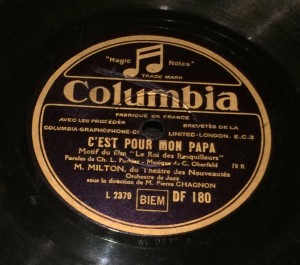 "Magic Notes"
TRADE MARK
Columbia
FABRIQUÉ EN FRANCE
AVEC LES PROCÉDÉS BREVETÉS DE LA
COLUMBIA-GRAPHOPHONE-C° LIMITED-LONDON. E.C.3
C'EST POUR MON PAPA
Motif du film "Le Roi des Resquilleurs"
Paroles de Ch. L. Pothier - Musique de C. Oberfeld 78 R.
M. MILTON, du Théâtre des Nouveautés
Orchestre de Jazz
sous la direction de M. Pierre CHAGNON
L 2379 BIEM DF 180